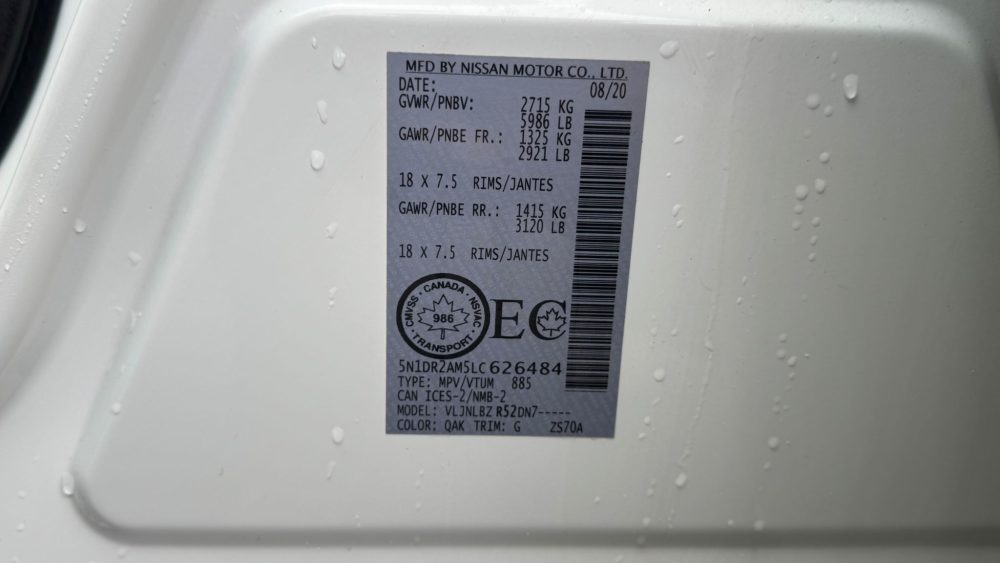 MFD BY NISSAN MOTOR CO., LTD.
DATE: 08/20
GVWR/PNBV: 2715 KG
5986 LB
GAWR/PNBE FR.: 1325 KG
2921 LB
18 X 7.5 RIMS/JANTES
GAWR/PNBE RR.: 1415 KG
3120 LB
18 X 7.5 RIMS/JANTES
CMVSS · CANADA · NSVAC · TRANSPORT ·
986
EC
5N1DR2AM5LC626484
TYPE: MPV/VTUM 885
CAN ICES-2/NMB-2
MODEL: VLJNLBZ R52DN7-----
COLOR: QAK TRIM: G ZS70A